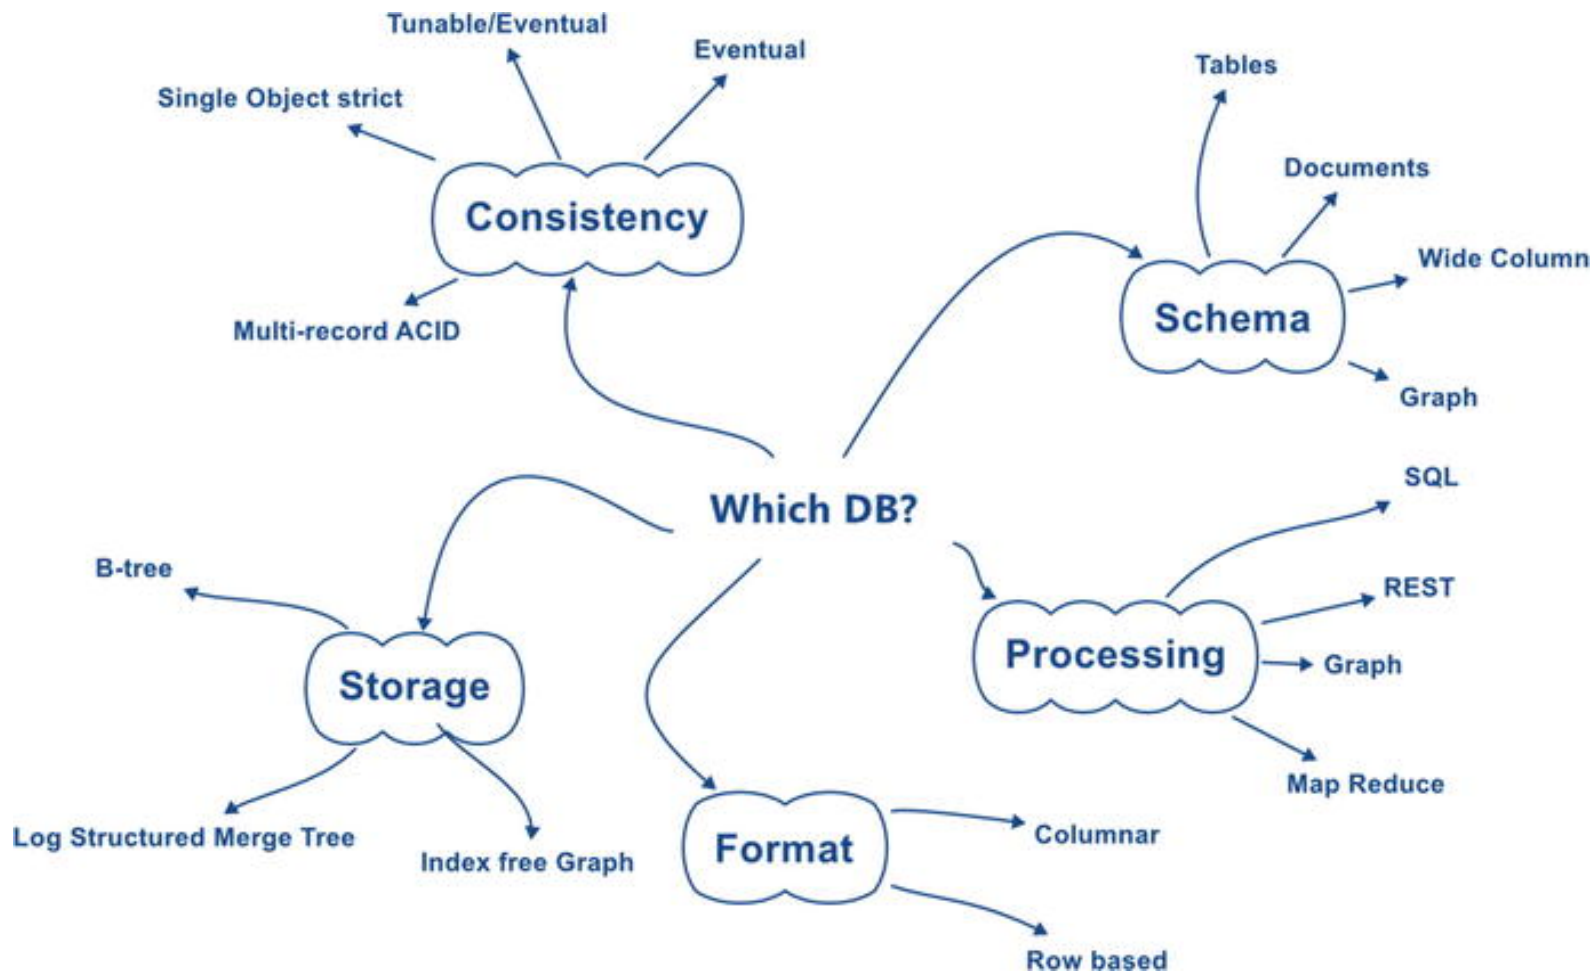 Tunable/Eventual
Eventual
Single Object strict
Consistency
Multi-record ACID
Tables
Documents
Wide Column
Schema
Graph
Which DB?
SQL
REST
Processing
Graph
Map Reduce
B-tree
Storage
Log Structured Merge Tree
Index free Graph
Format
Columnar
Row based